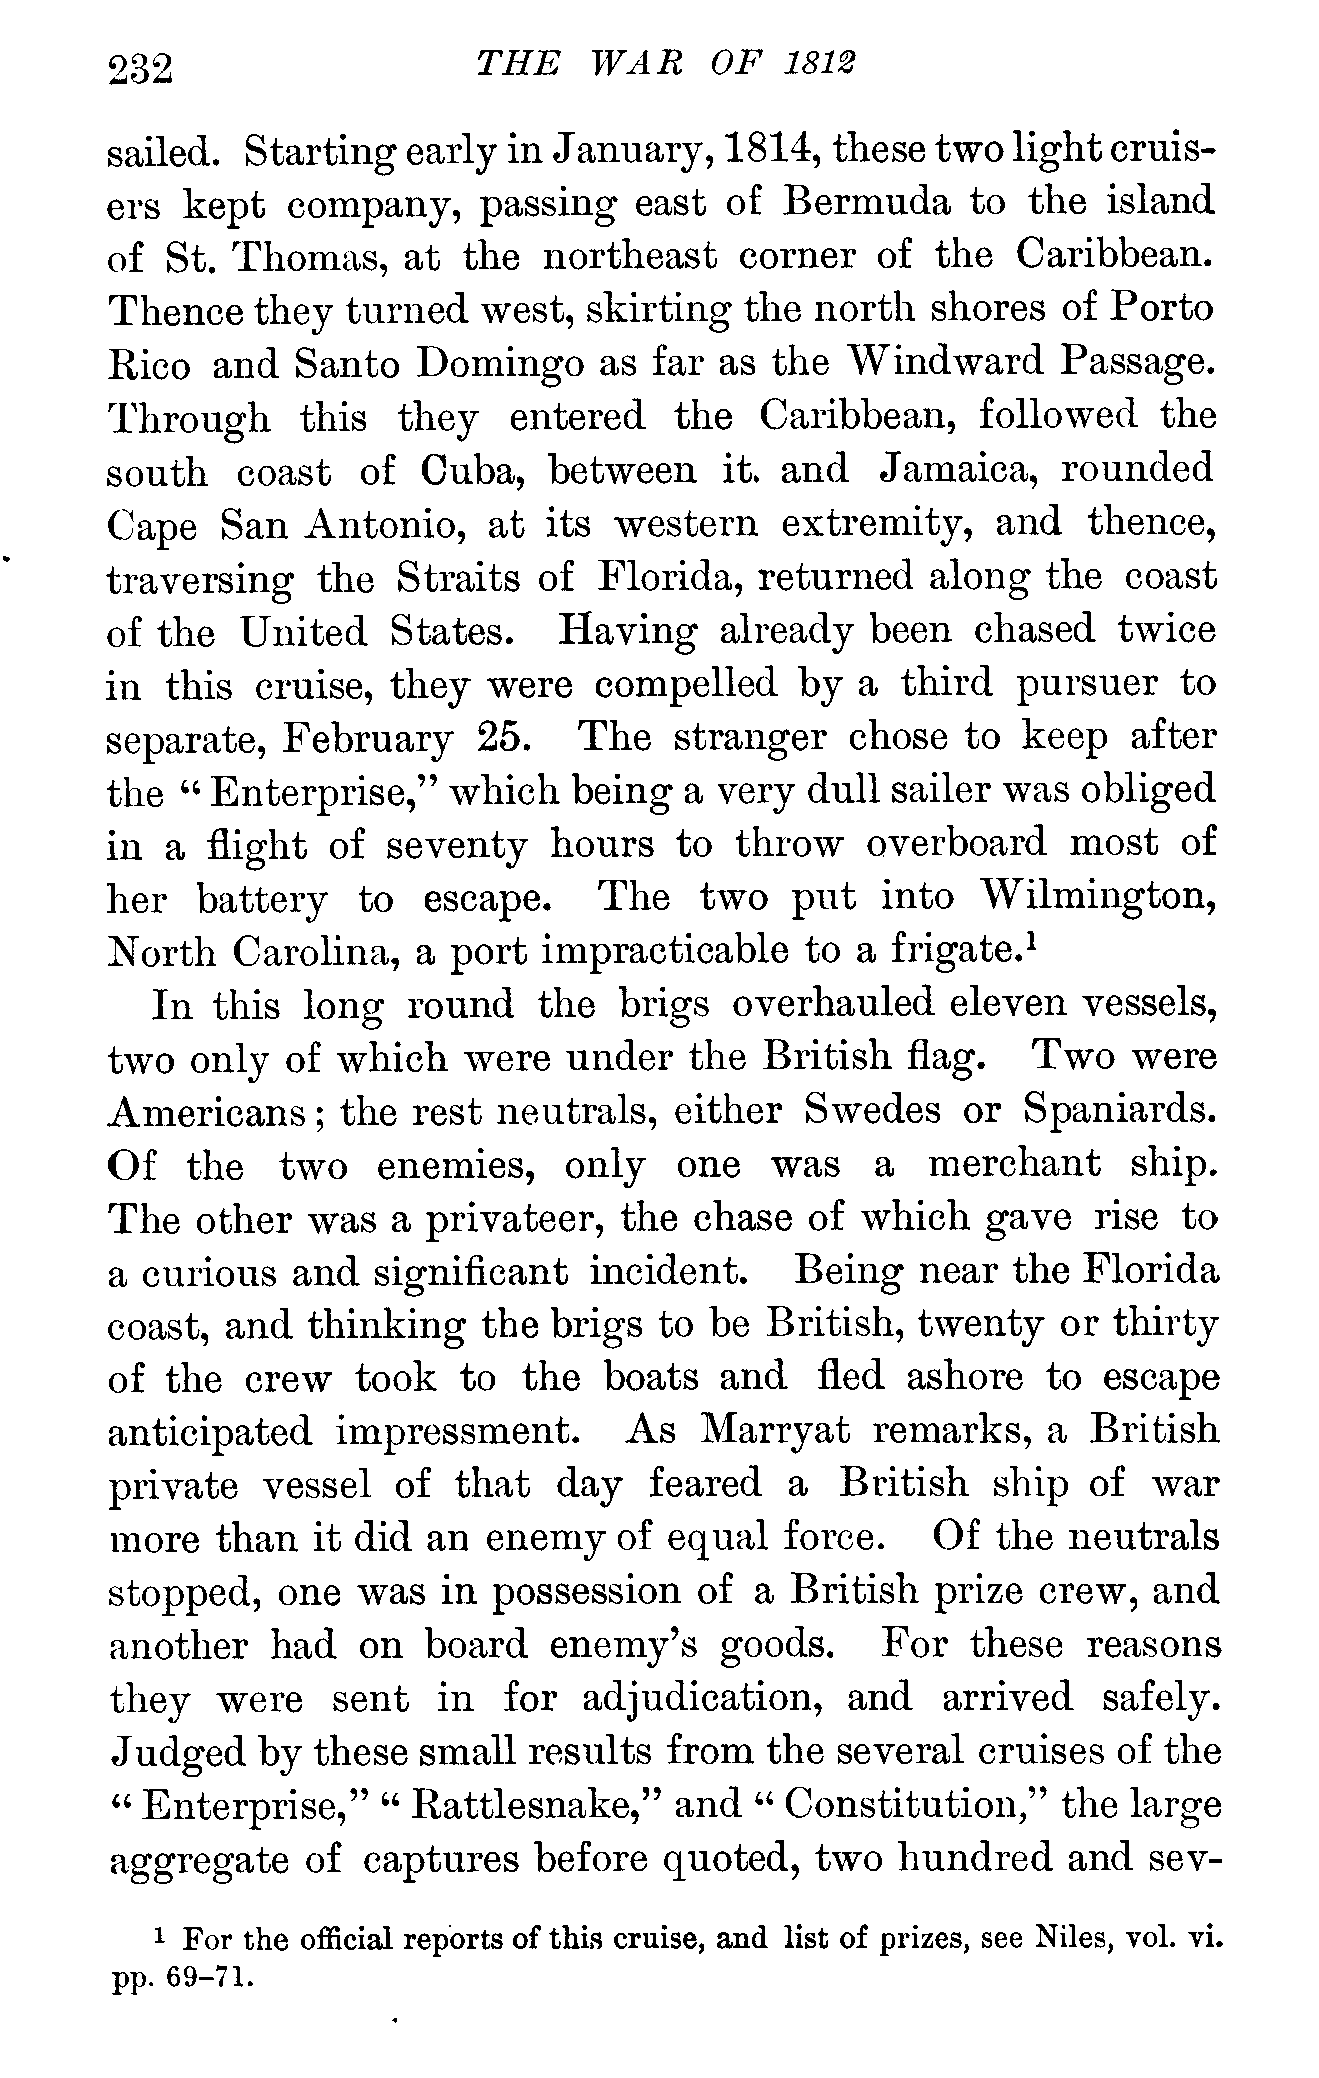 232 THE WAR OF 1812
sailed. Starting early in January, 1814, these two light cruis-
ers kept company, passing east of Bermuda to the island
of St. Thomas, at the northeast corner of the Caribbean.
Thence they turned west, skirting the north shores of Porto
Rico and Santo Domingo as far as the Windward Passage.
Through this they entered the Caribbean, followed the
south coast of Cuba, between it. and Jamaica, rounded
Cape San Antonio, at its western extremity, and thence,
traversing the Straits of Florida, returned along the coast
of the United States. Having already been chased twice
in this cruise, they were compelled by a third pursuer to
separate, February 25. The stranger chose to keep after
the “Enterprise,” which being a very dull sailer was obliged
in a flight of seventy hours to throw overboard most of
her battery to escape. The two put into Wilmington,
North Carolina, a port impracticable to a frigate.¹
In this long round the brigs overhauled eleven vessels,
two only of which were under the British flag. Two were
Americans; the rest neutrals, either Swedes or Spaniards.
Of the two enemies, only one was a merchant ship.
The other was a privateer, the chase of which gave rise to
a curious and significant incident. Being near the Florida
coast, and thinking the brigs to be British, twenty or thirty
of the crew took to the boats and fled ashore to escape
anticipated impressment. As Marryat remarks, a British
private vessel of that day feared a British ship of war
more than it did an enemy of equal force. Of the neutrals
stopped, one was in possession of a British prize crew, and
another had on board enemy’s goods. For these reasons
they were sent in for adjudication, and arrived safely.
Judged by these small results from the several cruises of the
“Enterprise,” “Rattlesnake,” and “Constitution,” the large
aggregate of captures before quoted, two hundred and sev-
¹ For the official reports of this cruise, and list of prizes, see Niles, vol. vi.
pp. 69–71.